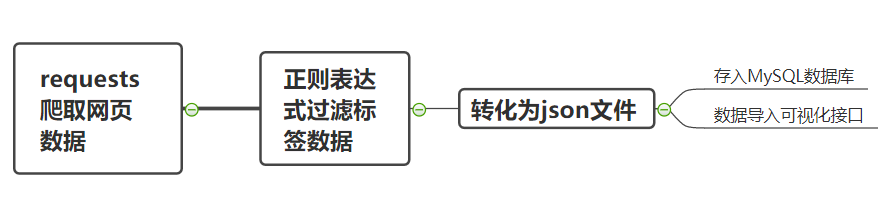 requests
爬取网页
数据
正则表达
式过滤标
签数据
转化为json文件
存入MySQL数据库
数据导入可视化接口